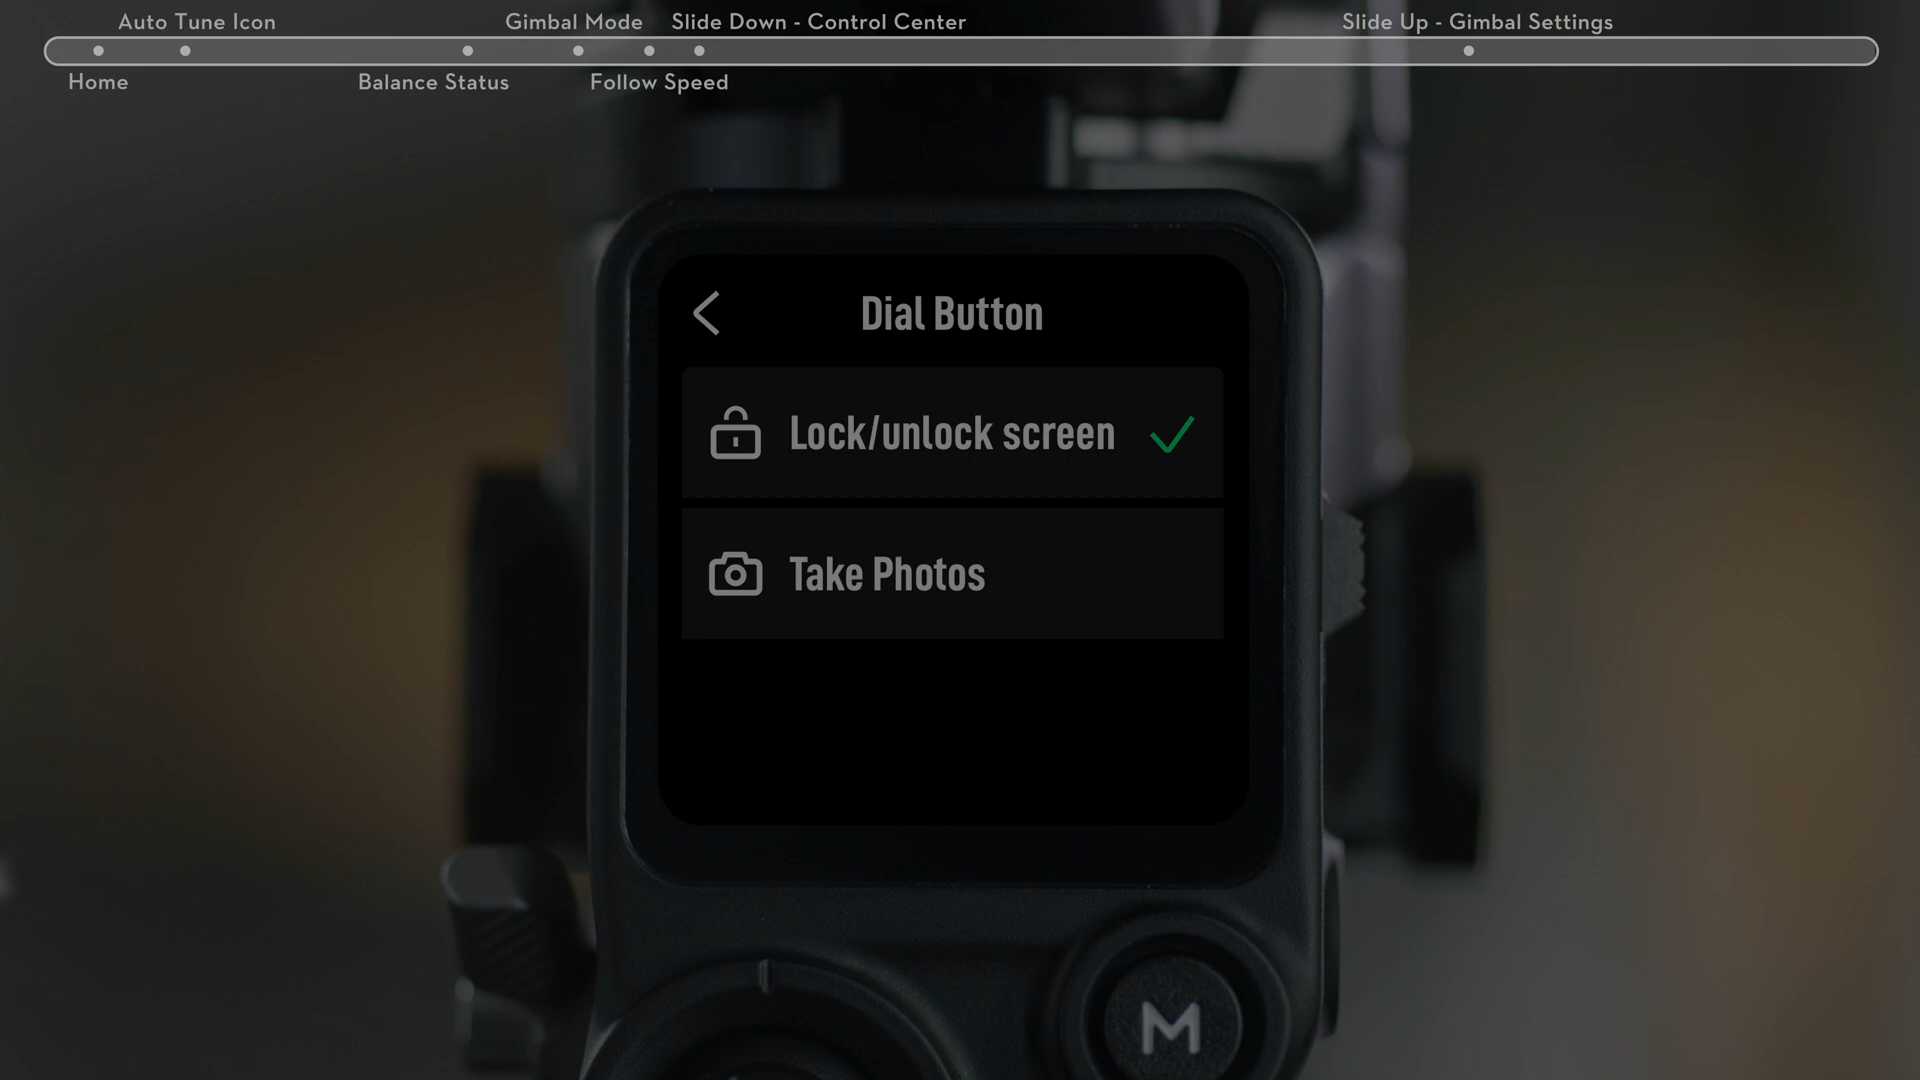 Auto Tune Icon
Gimbal Mode
Slide Down - Control Center
Slide Up - Gimbal Settings
Home
Balance Status
Follow Speed
Dial Button
Lock/unlock screen
Take Photos
M